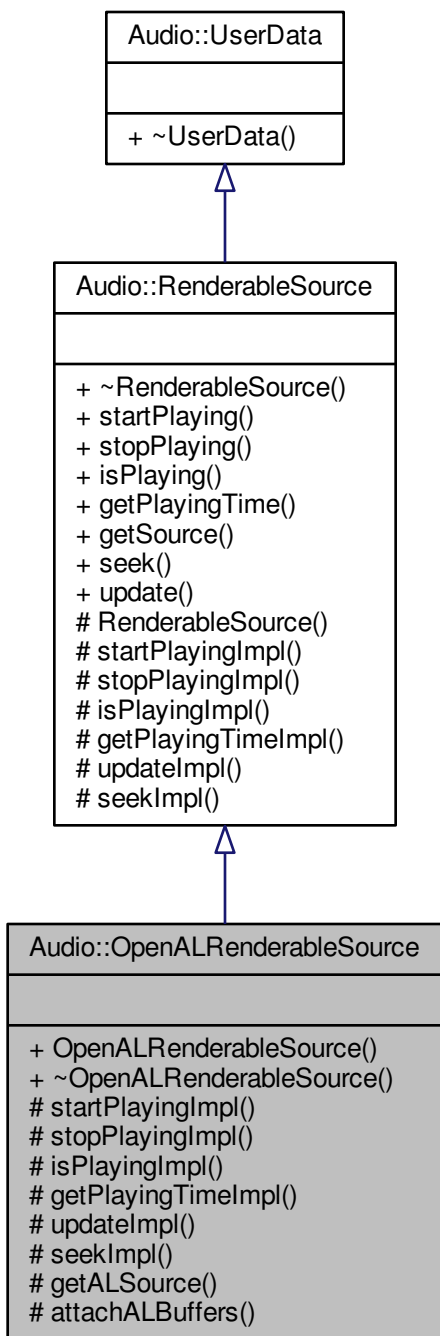 Audio::UserData
+ ~UserData()
Audio::RenderableSource
+ ~RenderableSource()
+ startPlaying()
+ stopPlaying()
+ isPlaying()
+ getPlayingTime()
+ getSource()
+ seek()
+ update()
# RenderableSource()
# startPlayingImpl()
# stopPlayingImpl()
# isPlayingImpl()
# getPlayingTimeImpl()
# updateImpl()
# seekImpl()
Audio::OpenALRenderableSource
+ OpenALRenderableSource()
+ ~OpenALRenderableSource()
# startPlayingImpl()
# stopPlayingImpl()
# isPlayingImpl()
# getPlayingTimeImpl()
# updateImpl()
# seekImpl()
# getALSource()
# attachALBuffers()